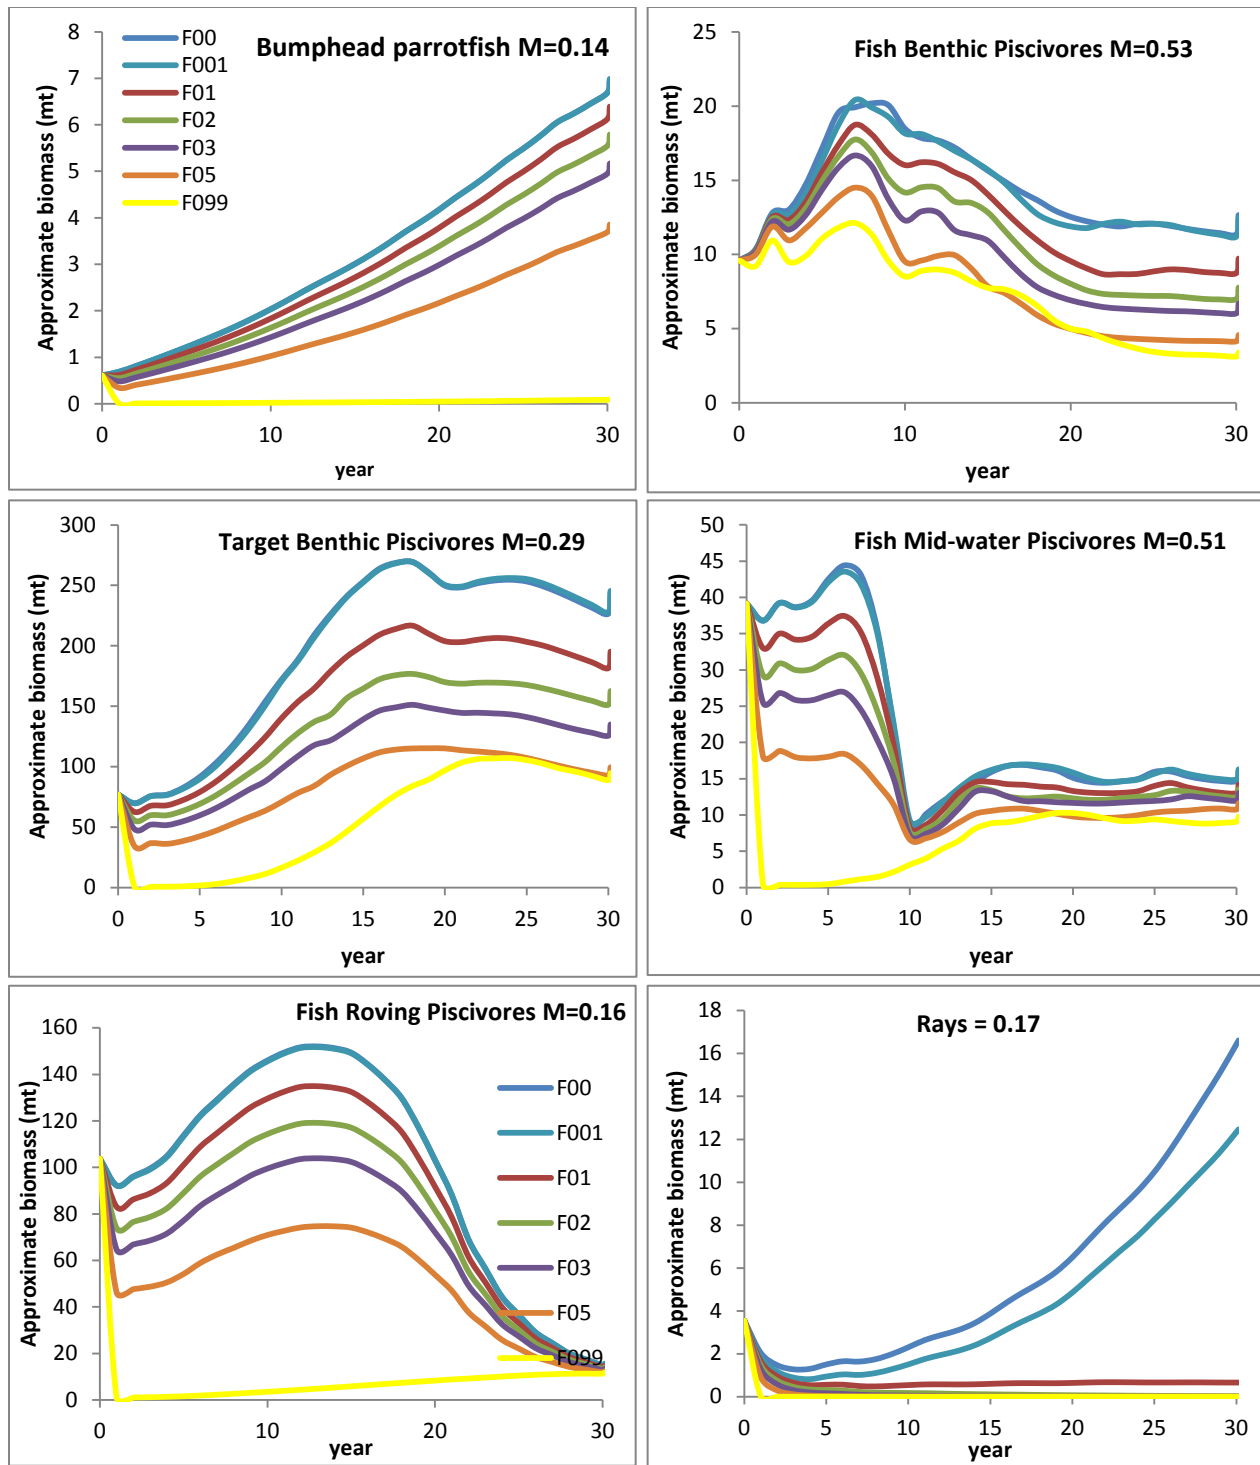 Bumphead parrotfish M=0.14
Approximate biomass (mt)
8
7
6
5
4
3
2
1
0
F00
F001
F01
F02
F03
F05
F099
0 10 20 30
year
Fish Benthic Piscivores M=0.53
Approximate biomass (mt)
25
20
15
10
5
0
0 10 20 30
year
Target Benthic Piscivores M=0.29
Approximate biomass (mt)
300
250
200
150
100
50
0
0 5 10 15 20 25 30
year
Fish Mid-water Piscivores M=0.51
Approximate biomass (mt)
50
45
40
35
30
25
20
15
10
5
0
0 5 10 15 20 25 30
year
Fish Roving Piscivores M=0.16
Approximate biomass (mt)
160
140
120
100
80
60
40
20
0
F00
F001
F01
F02
F03
F05
F099
0 10 20 30
year
Rays = 0.17
Approximate biomass (mt)
18
16
14
12
10
8
6
4
2
0
0 5 10 15 20 25 30
year